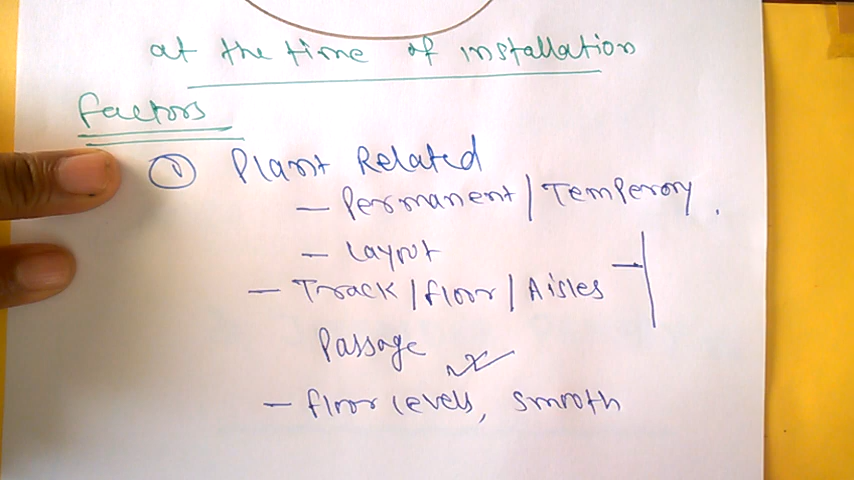 at the time of installation
Factors
① Plant Related
- Permanent / Temperory.
- Layout
- Track / floor / Aisles
Passage
- floor levels, smooth